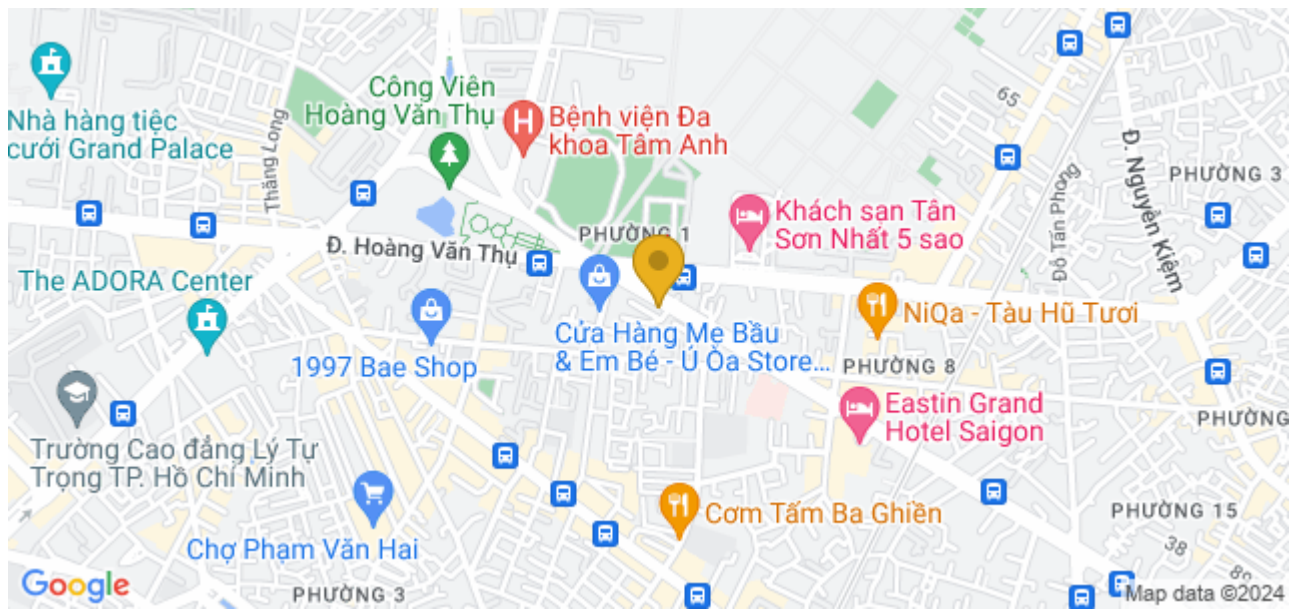 65
Công Viên
Hoàng Văn Thụ
Bệnh viện Đa
khoa Tâm Anh
Nhà hàng tiệc
cưới Grand Palace
Thăng Long
Đ. Nguyễn Kiệm
PHƯỜNG 3
Đỗ Tấn Phong
Khách sạn Tân
Sơn Nhất 5 sao
PHƯỜNG 1
Đ. Hoàng Văn Thụ
The ADORA Center
NiQa - Tàu Hũ Tươi
Cửa Hàng Mẹ Bầu
& Em Bé - Ú Òa Store...
1997 Bae Shop
PHƯỜNG 8
Eastin Grand
Hotel Saigon
PHƯỜNG
Trường Cao đẳng Lý Tự
Trọng TP. Hồ Chí Minh
Cơm Tấm Ba Ghiền
PHƯỜNG 15
38
Chợ Phạm Văn Hai
Google
PHƯỜNG 3
Map data ©2024